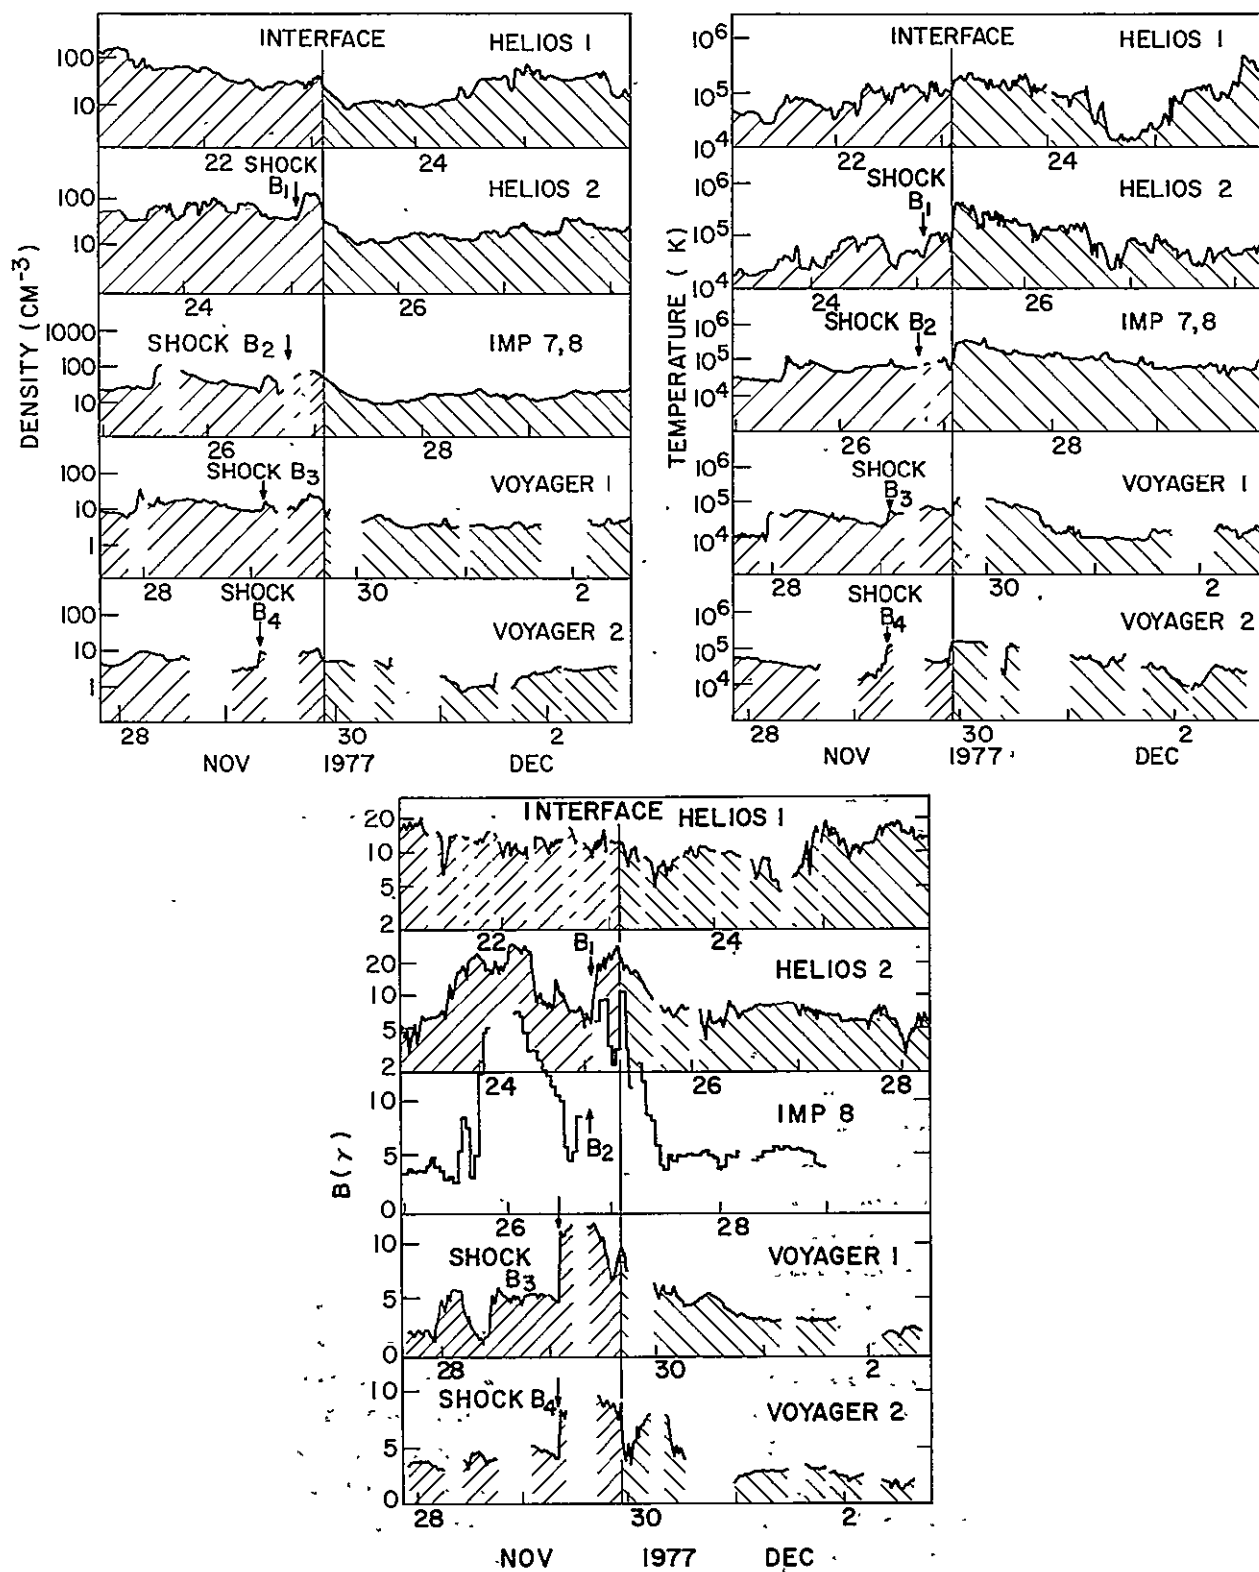 INTERFACE
HELIOS 1
100
10
22
24
SHOCK
B1
HELIOS 2
100
10
24
26
DENSITY (CM-3)
SHOCK B2
IMP 7,8
1000
100
10
26
28
SHOCK B3
VOYAGER 1
100
10
1
28
30
2
SHOCK
B4
VOYAGER 2
100
10
1
28
30
2
NOV 1977 DEC
INTERFACE
HELIOS 1
10^6
10^5
10^4
22
24
SHOCK
B1
HELIOS 2
10^6
10^5
10^4
24
26
TEMPERATURE (K)
SHOCK B2
IMP 7,8
10^6
10^5
10^4
26
28
SHOCK
B3
VOYAGER 1
10^6
10^5
10^4
28
30
2
SHOCK
B4
VOYAGER 2
10^6
10^5
10^4
28
30
2
NOV 1977 DEC
INTERFACE
HELIOS 1
20
10
5
2
22
24
B1
HELIOS 2
20
10
5
2
24
26
28
B(γ)
IMP 8
10
5
0
B2
26
28
SHOCK
B3
VOYAGER 1
10
5
0
28
30
2
SHOCK B4
VOYAGER 2
10
5
0
28
30
2
NOV 1977 DEC